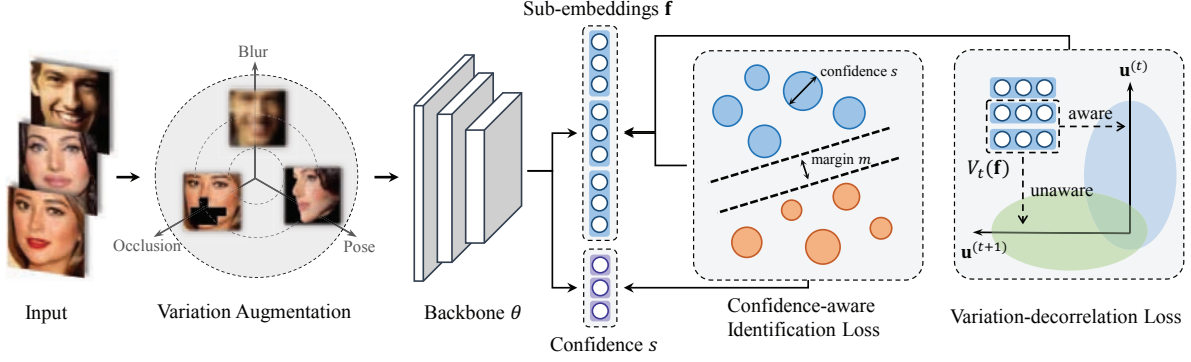 Sub-embeddings f
Blur
Occlusion
Pose
confidence s
margin m
u^(t)
aware
V_t(f)
unaware
u^(t+1)
Input
Variation Augmentation
Backbone θ
Confidence s
Confidence-aware
Identification Loss
Variation-decorrelation Loss